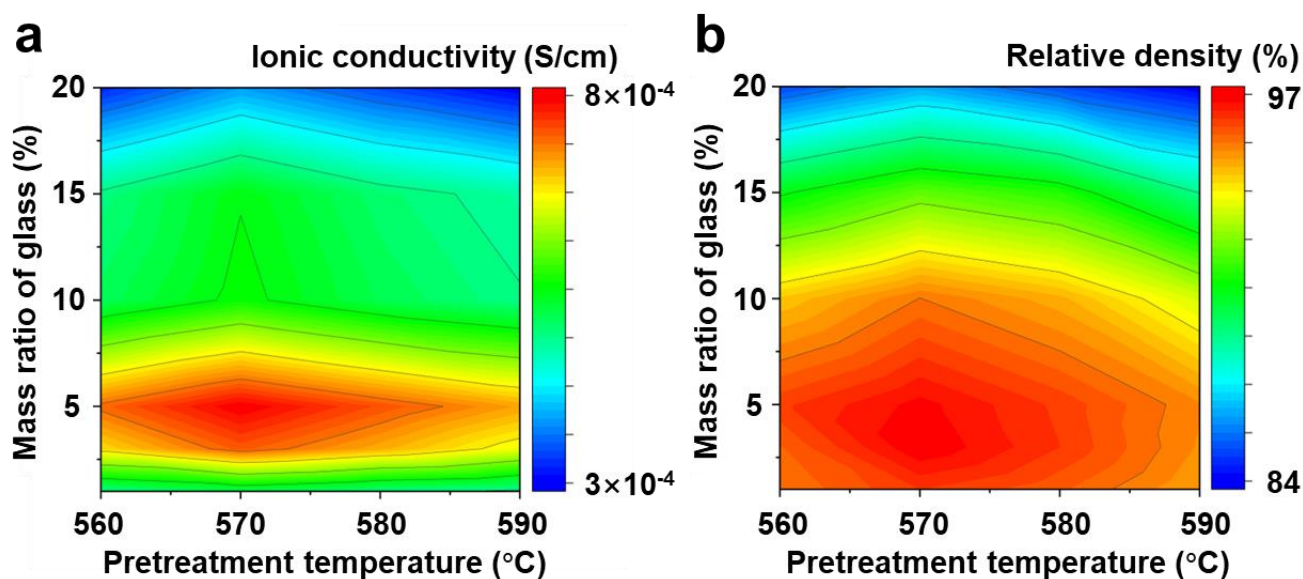 a
Ionic conductivity (S/cm)
20
15
10
5
Mass ratio of glass (%)
560 570 580 590
Pretreatment temperature (°C)
8×10⁻⁴
3×10⁻⁴
b
Relative density (%)
20
15
10
5
Mass ratio of glass (%)
560 570 580 590
Pretreatment temperature (°C)
97
84